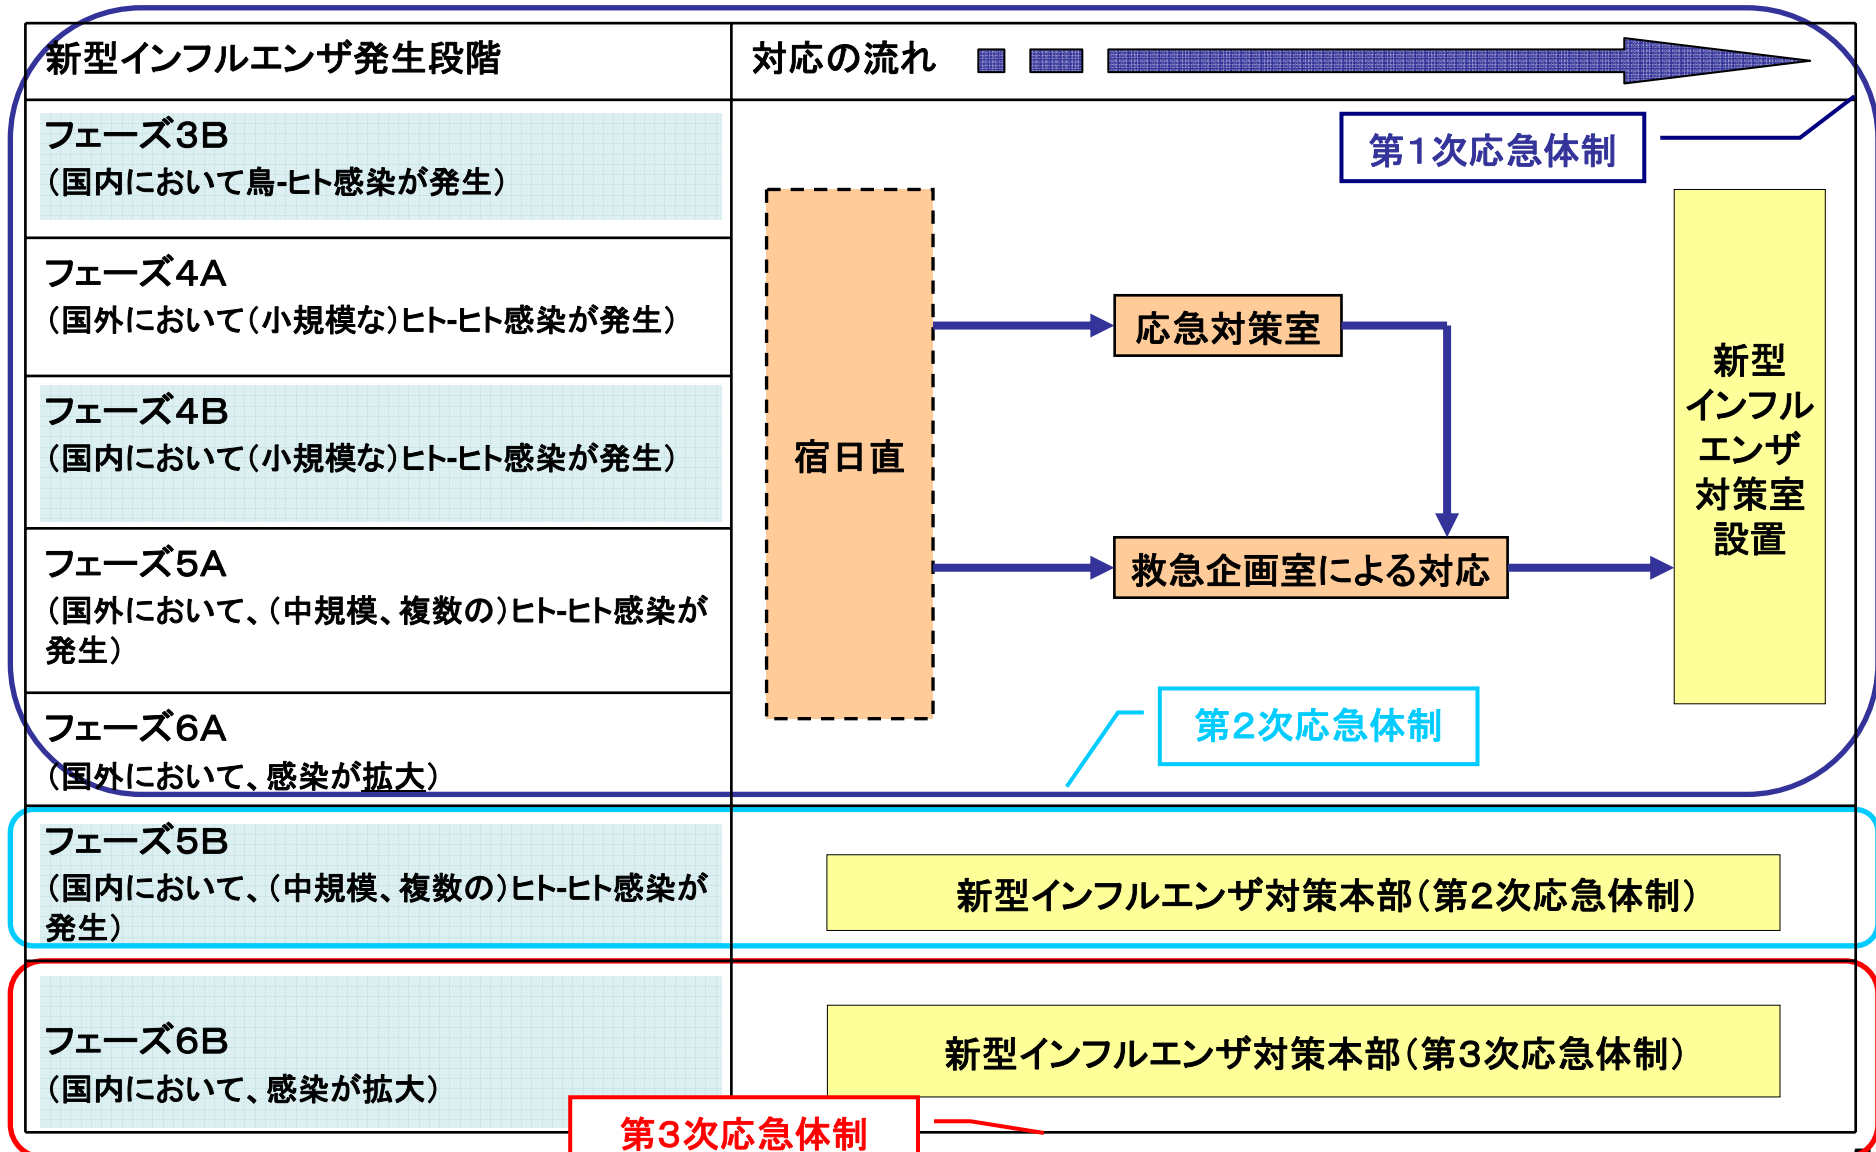 新型インフルエンザ発生段階
対応の流れ
フェーズ3B
（国内において鳥-ヒト感染が発生）
フェーズ4A
（国外において（小規模な）ヒト-ヒト感染が発生）
フェーズ4B
（国内において（小規模な）ヒト-ヒト感染が発生）
フェーズ5A
（国外において、（中規模、複数の）ヒト-ヒト感染が
発生）
フェーズ6A
（国外において、感染が拡大）
第１次応急体制
宿日直
応急対策室
救急企画室による対応
新型
インフル
エンザ
対策室
設置
第２次応急体制
フェーズ5B
（国内において、（中規模、複数の）ヒト-ヒト感染が
発生）
新型インフルエンザ対策本部（第２次応急体制）
フェーズ6B
（国内において、感染が拡大）
新型インフルエンザ対策本部（第３次応急体制）
第３次応急体制